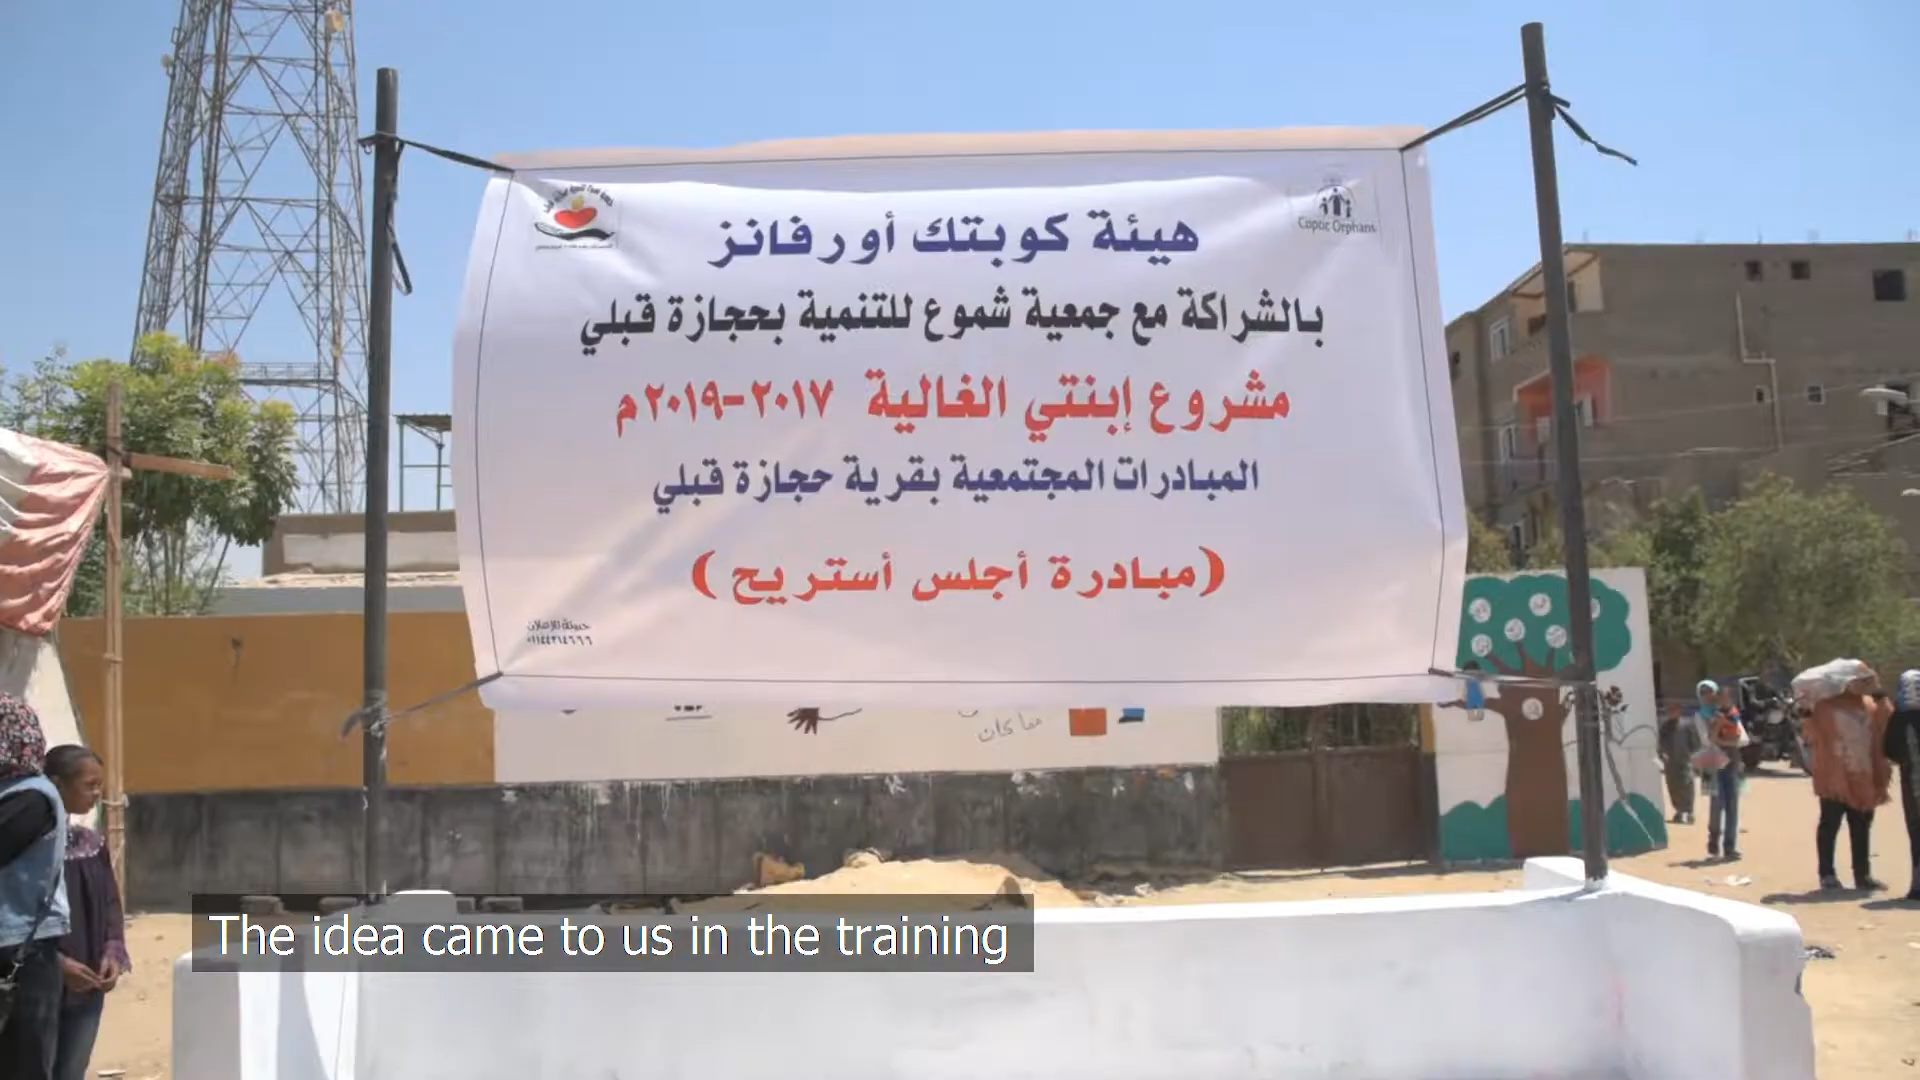 Coptic Orphans
هيئة كوبتك أورفانز
بالشراكة مع جمعية شموع للتنمية بحجازة قبلي
مشروع إبنتي الغالية ٢٠١٧-٢٠١٩م
المبادرات المجتمعية بقرية حجازة قبلي
(مبادرة أجلس أستريح)
The idea came to us in the training